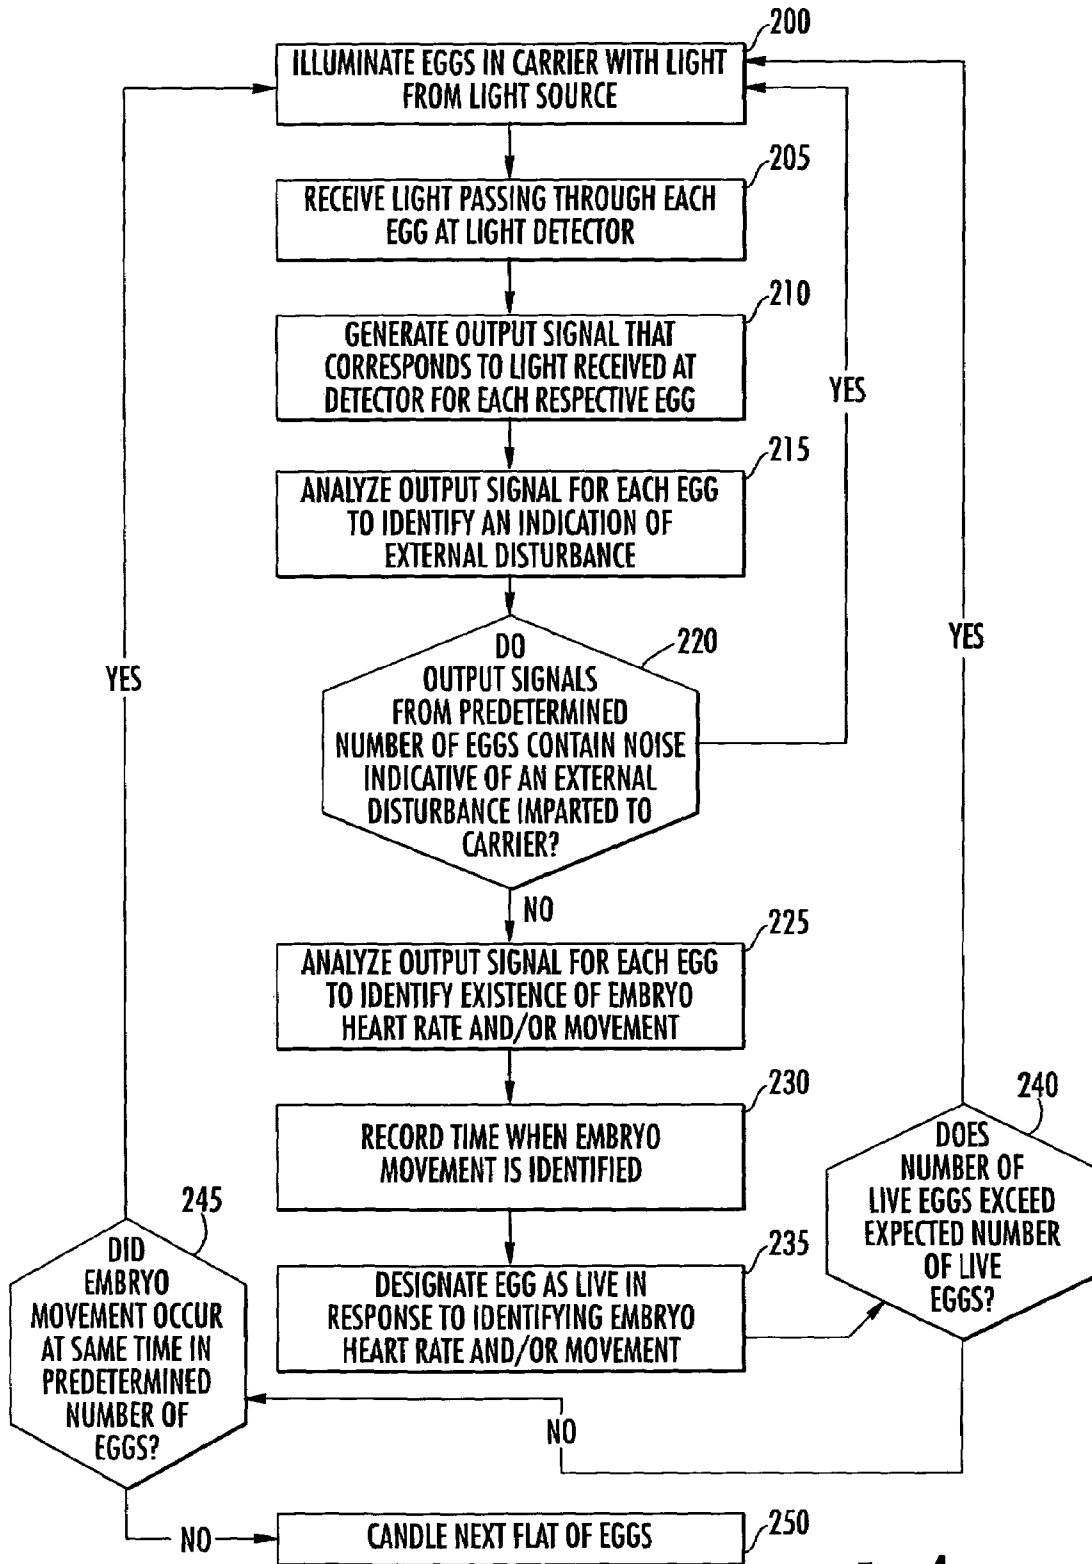 200
ILLUMINATE EGGS IN CARRIER WITH LIGHT
FROM LIGHT SOURCE
205
RECEIVE LIGHT PASSING THROUGH EACH
EGG AT LIGHT DETECTOR
210
GENERATE OUTPUT SIGNAL THAT
CORRESPONDS TO LIGHT RECEIVED AT
DETECTOR FOR EACH RESPECTIVE EGG
YES
215
ANALYZE OUTPUT SIGNAL FOR EACH EGG
TO IDENTIFY AN INDICATION OF
EXTERNAL DISTURBANCE
YES
YES
220
DO
OUTPUT SIGNALS
FROM PREDETERMINED
NUMBER OF EGGS CONTAIN NOISE
INDICATIVE OF AN EXTERNAL
DISTURBANCE IMPARTED TO
CARRIER?
NO
225
ANALYZE OUTPUT SIGNAL FOR EACH EGG
TO IDENTIFY EXISTENCE OF EMBRYO
HEART RATE AND/OR MOVEMENT
230
RECORD TIME WHEN EMBRYO
MOVEMENT IS IDENTIFIED
235
DESIGNATE EGG AS LIVE IN
RESPONSE TO IDENTIFYING EMBRYO
HEART RATE AND/OR MOVEMENT
240
DOES
NUMBER OF
LIVE EGGS EXCEED
EXPECTED NUMBER
OF LIVE
EGGS?
NO
245
DID
EMBRYO
MOVEMENT OCCUR
AT SAME TIME IN
PREDETERMINED
NUMBER OF
EGGS?
NO
250
CANDLE NEXT FLAT OF EGGS